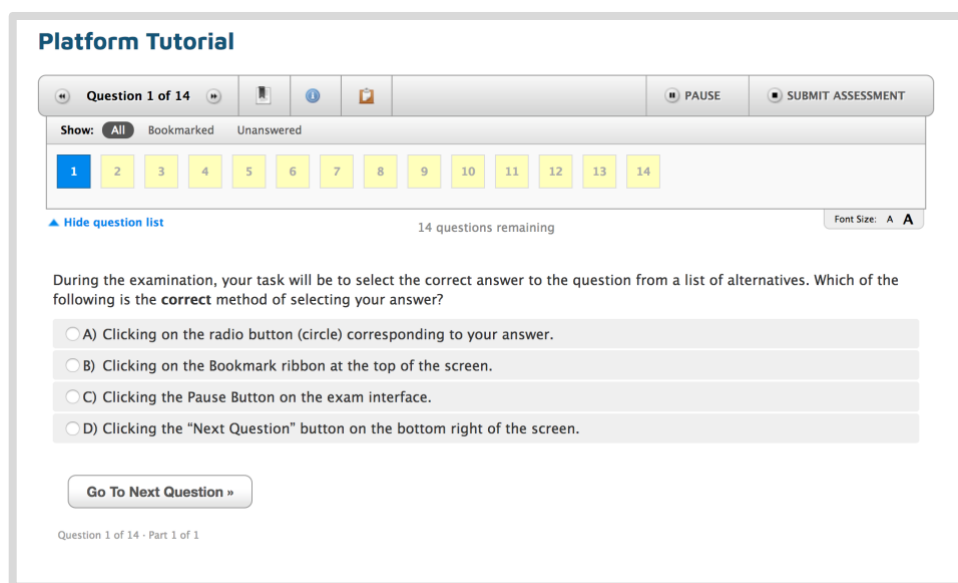 Platform Tutorial
Question 1 of 14
PAUSE
SUBMIT ASSESSMENT
Show: All Bookmarked Unanswered
1 2 3 4 5 6 7 8 9 10 11 12 13 14
Hide question list
14 questions remaining
Font Size: A A
During the examination, your task will be to select the correct answer to the question from a list of alternatives. Which of the
following is the correct method of selecting your answer?
A) Clicking on the radio button (circle) corresponding to your answer.
B) Clicking on the Bookmark ribbon at the top of the screen.
C) Clicking the Pause Button on the exam interface.
D) Clicking the “Next Question” button on the bottom right of the screen.
Go To Next Question »
Question 1 of 14 - Part 1 of 1